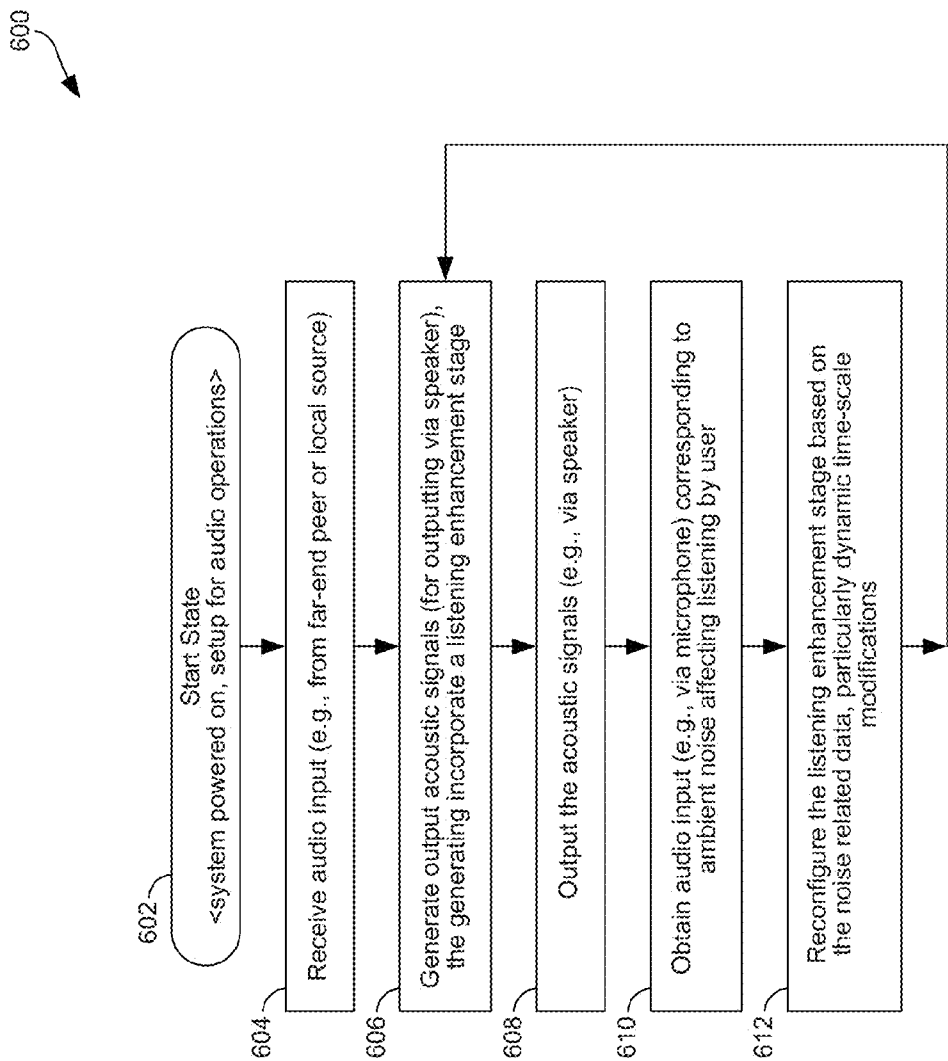 600
602
Start State
<system powered on, setup for audio operations>
604
Receive audio input (e.g., from far-end peer or local source)
606
Generate output acoustic signals (for outputting via speaker),
the generating incorporate a listening enhancement stage
608
Output the acoustic signals (e.g., via speaker)
610
Obtain audio input (e.g., via microphone) corresponding to
ambient noise affecting listening by user
612
Reconfigure the listening enhancement stage based on
the noise related data, particularly dynamic time-scale
modifications